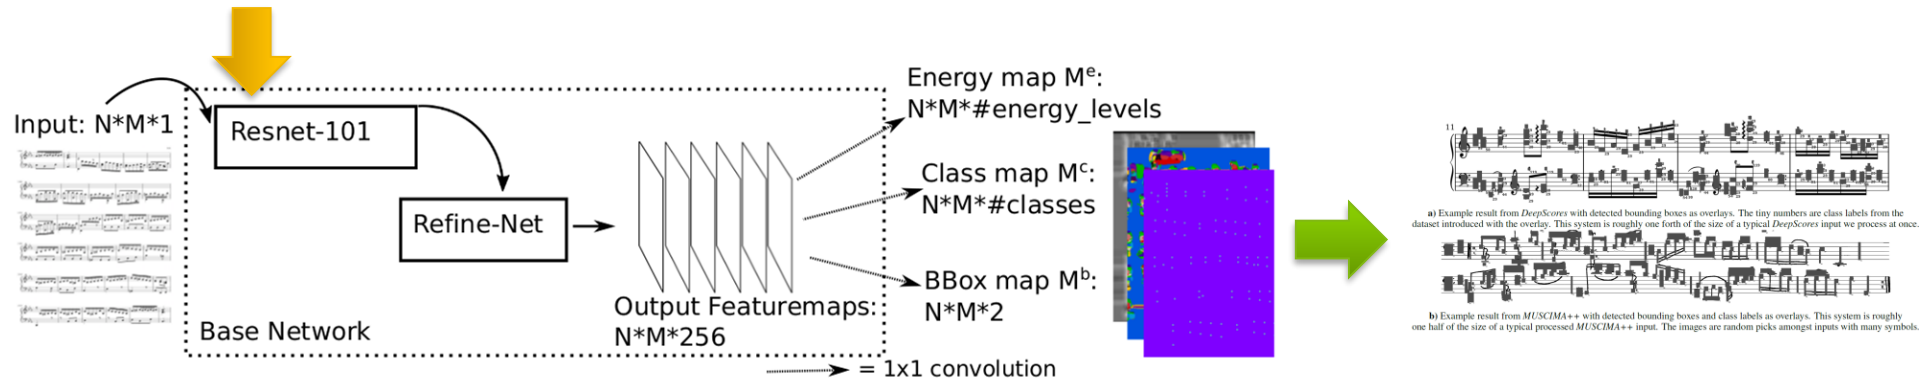 Input: N*M*1
Resnet-101
Refine-Net
Base Network
Output Featuremaps:
N*M*256
Energy map Mᵉ:
N*M*#energy_levels
Class map Mᶜ:
N*M*#classes
BBox map Mᵇ:
N*M*2
= 1x1 convolution
11
a) Example result from DeepScores with detected bounding boxes as overlays. The tiny numbers are class labels from the
dataset introduced with the overlay. This system is roughly one forth of the size of a typical DeepScores input we process at once.
b) Example result from MUSCIMA++ with detected bounding boxes and class labels as overlays. This system is roughly
one half of the size of a typical processed MUSCIMA++ input. The images are random picks amongst inputs with many symbols.